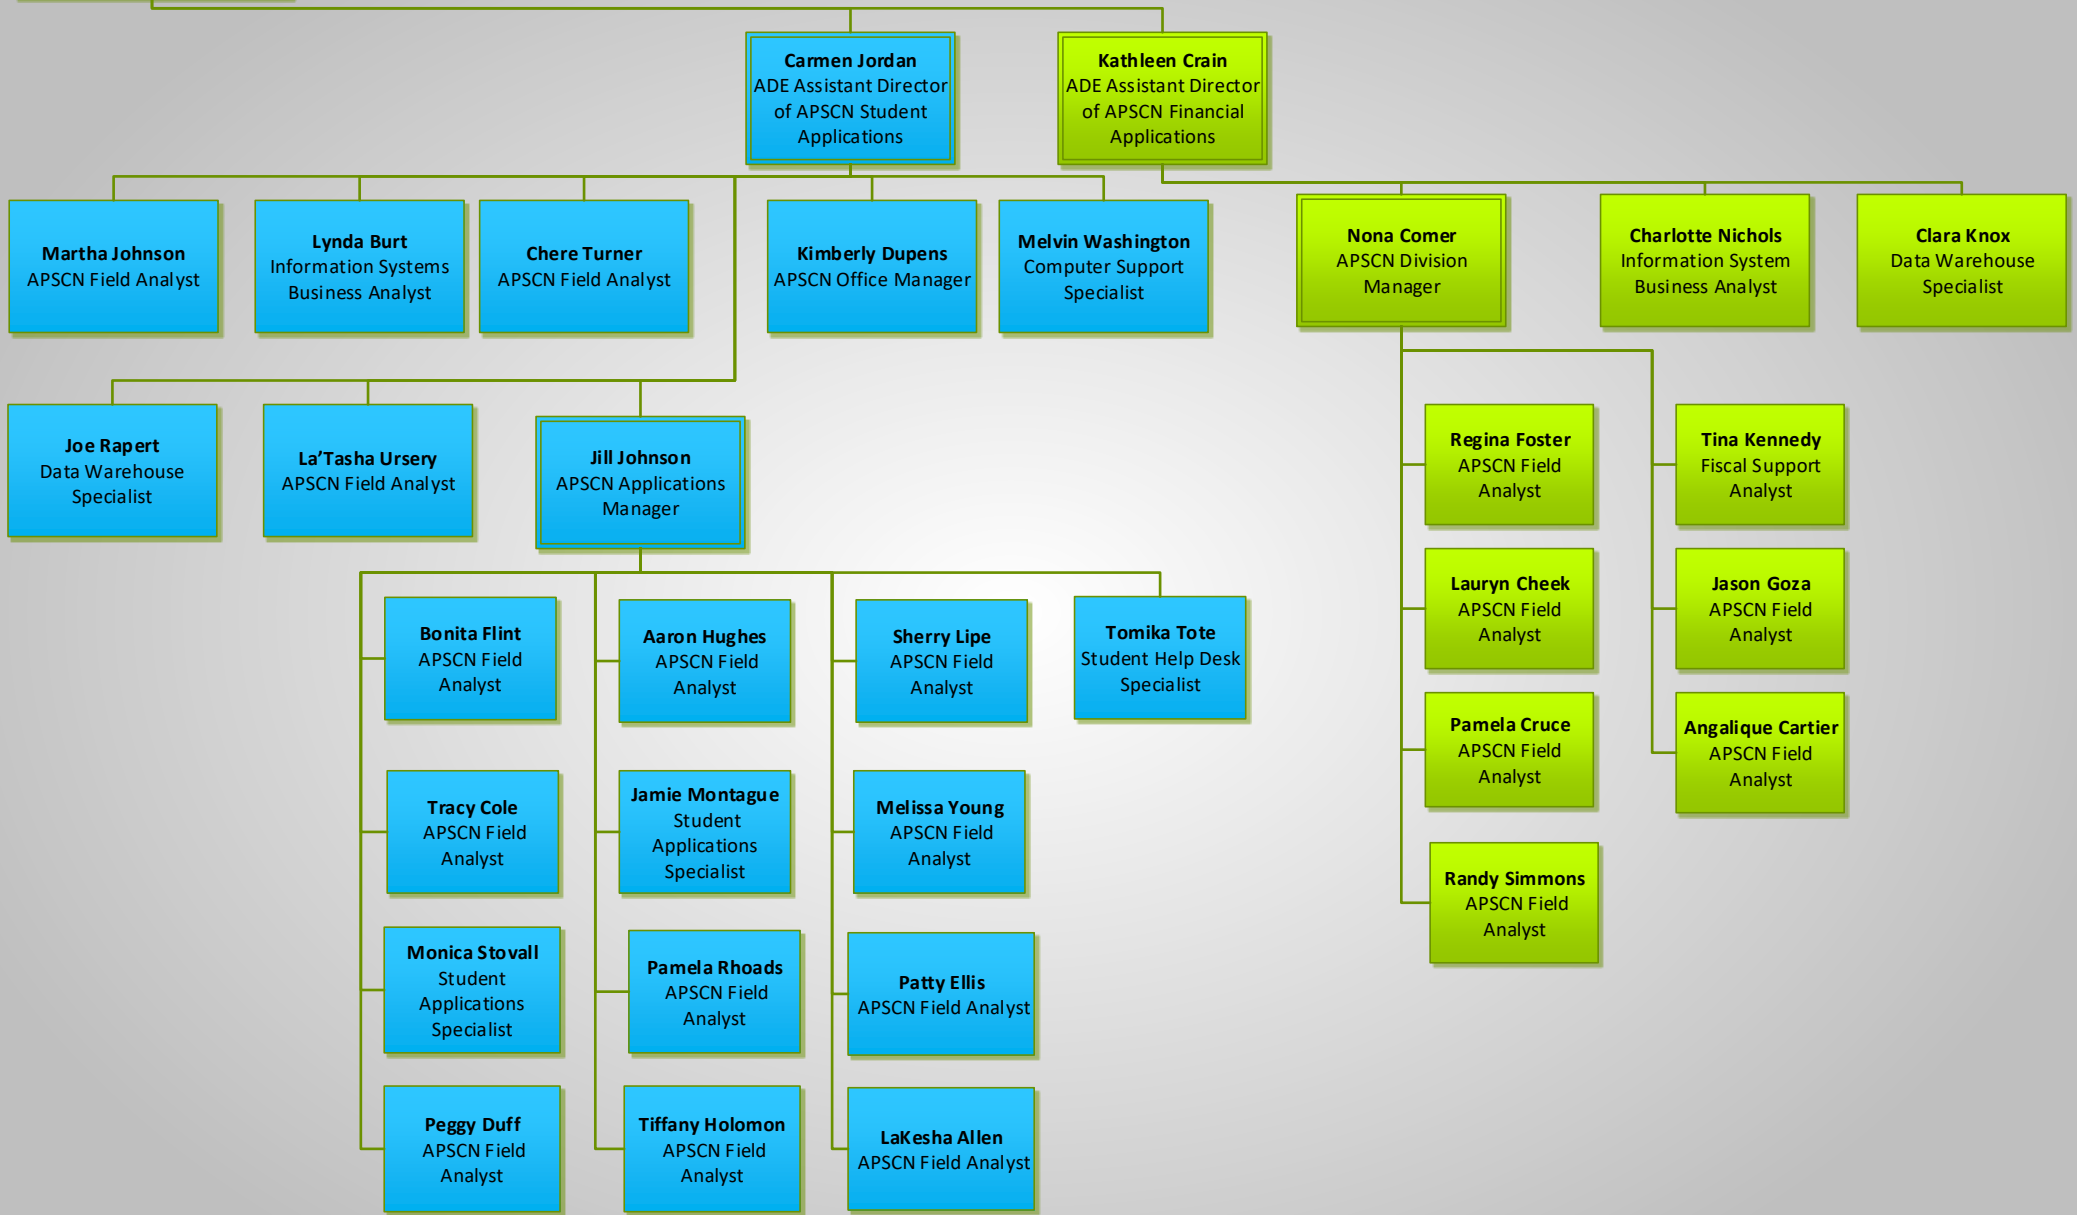 Carmen Jordan
ADE Assistant Director
of APSCN Student
Applications
Kathleen Crain
ADE Assistant Director
of APSCN Financial
Applications
Martha Johnson
APSCN Field Analyst
Lynda Burt
Information Systems
Business Analyst
Chere Turner
APSCN Field Analyst
Kimberly Dupens
APSCN Office Manager
Melvin Washington
Computer Support
Specialist
Nona Comer
APSCN Division
Manager
Charlotte Nichols
Information System
Business Analyst
Clara Knox
Data Warehouse
Specialist
Joe Rapert
Data Warehouse
Specialist
La’Tasha Ursery
APSCN Field Analyst
Jill Johnson
APSCN Applications
Manager
Regina Foster
APSCN Field
Analyst
Tina Kennedy
Fiscal Support
Analyst
Lauryn Cheek
APSCN Field
Analyst
Jason Goza
APSCN Field
Analyst
Bonita Flint
APSCN Field
Analyst
Aaron Hughes
APSCN Field
Analyst
Sherry Lipe
APSCN Field
Analyst
Tomika Tote
Student Help Desk
Specialist
Pamela Cruce
APSCN Field
Analyst
Angalique Cartier
APSCN Field
Analyst
Tracy Cole
APSCN Field
Analyst
Jamie Montague
Student
Applications
Specialist
Melissa Young
APSCN Field
Analyst
Randy Simmons
APSCN Field
Analyst
Monica Stovall
Student
Applications
Specialist
Pamela Rhoads
APSCN Field
Analyst
Patty Ellis
APSCN Field Analyst
Peggy Duff
APSCN Field
Analyst
Tiffany Holomon
APSCN Field
Analyst
LaKesha Allen
APSCN Field Analyst